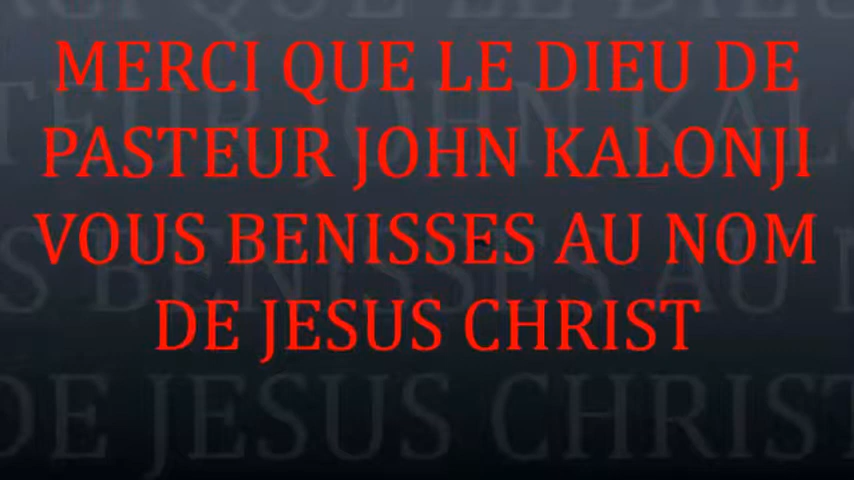 MERCI QUE LE DIEU DE
PASTEUR JOHN KALONJI
VOUS BENISSES AU NOM
DE JESUS CHRIST